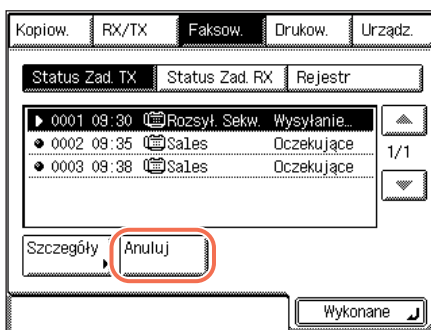 Kopiow. RX/TX Faksow. Drukow. Urządz.
Status Zad. TX Status Zad. RX Rejestr
0001 09:30 Rozsył. Sekw. Wysyłanie...
0002 09:35 Sales Oczekujące
0003 09:38 Sales Oczekujące
1/1
Szczegóły Anuluj
Wykonane